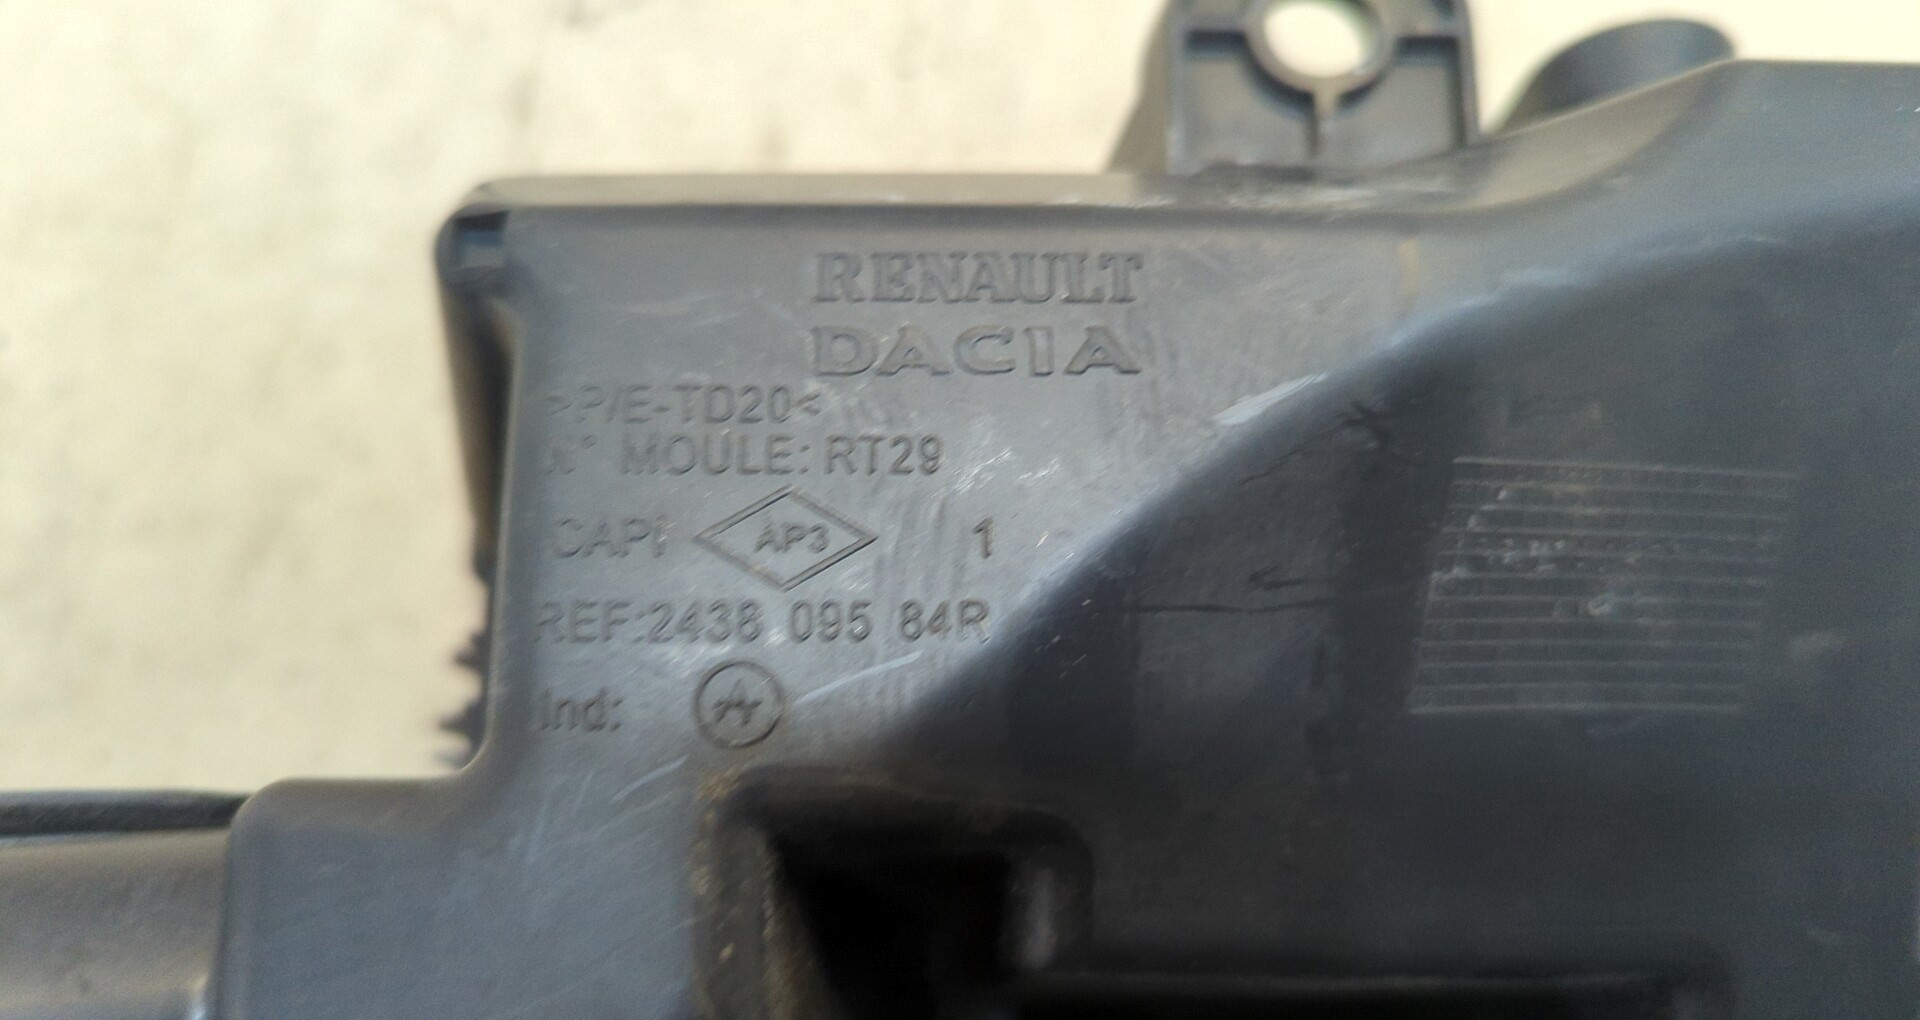 RENAULT
DACIA
>P/E-TD20<
N° MOULE: RT29
CAPI AP3 1
REF:2438 095 84R
Ind: